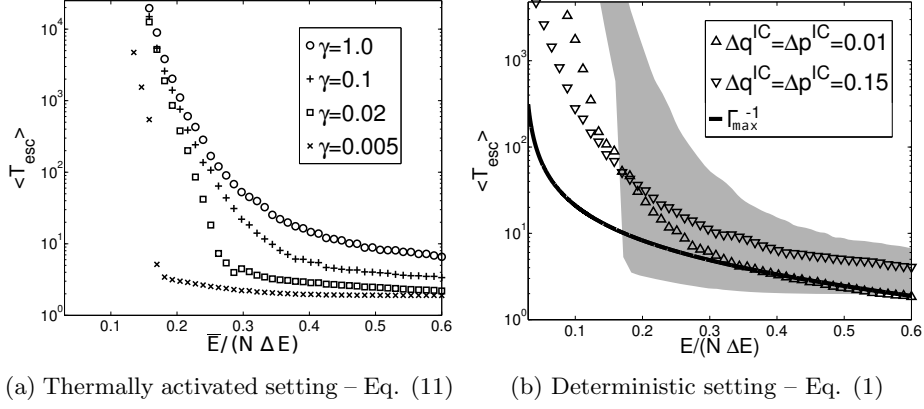 10^4
10^3
10^2
10^1
10^0
<T_esc>
γ=1.0
γ=0.1
γ=0.02
γ=0.005
0.1 0.2 0.3 0.4 0.5 0.6
E̅/(N ΔE)
(a) Thermally activated setting – Eq. (11)
10^3
10^2
10^1
10^0
<T_esc>
Δq^IC=Δp^IC=0.01
Δq^IC=Δp^IC=0.15
Γ_max^-1
0.1 0.2 0.3 0.4 0.5 0.6
E/(N ΔE)
(b) Deterministic setting – Eq. (1)